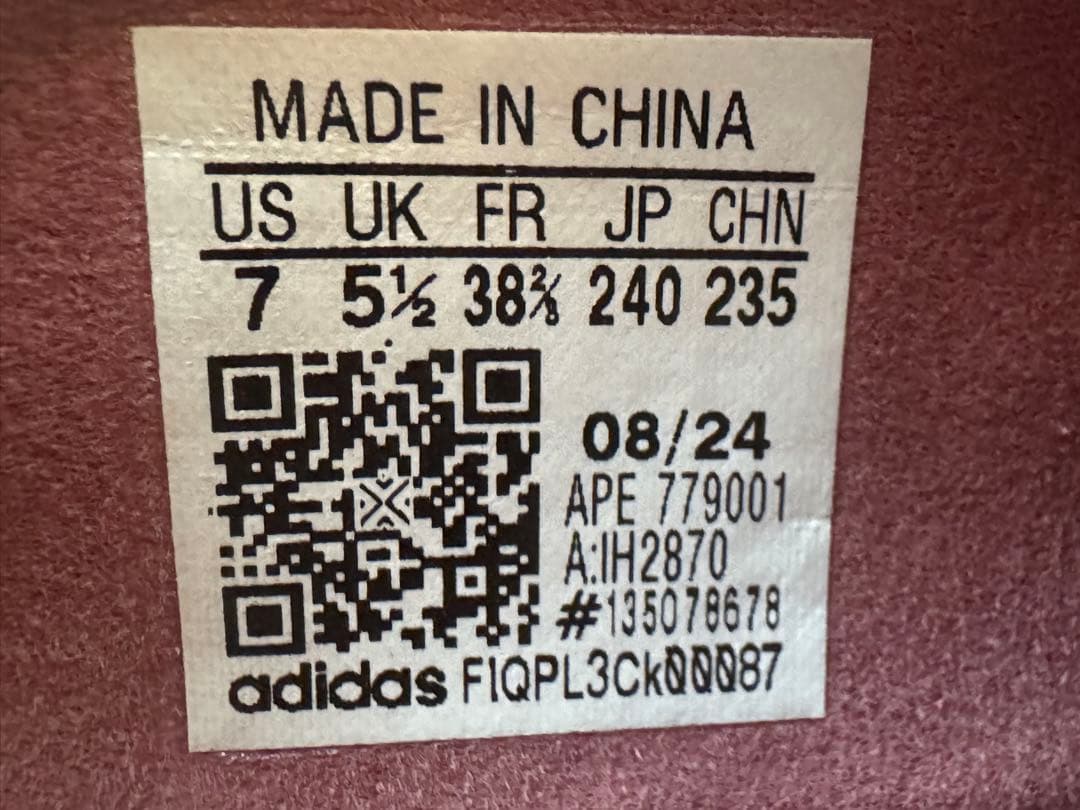 MADE IN CHINA
US UK FR JP CHN
7 5½ 38⅔ 240 235
08/24
APE 779001
A:IH2870
#135078678
adidas FIQPL3Ck00087